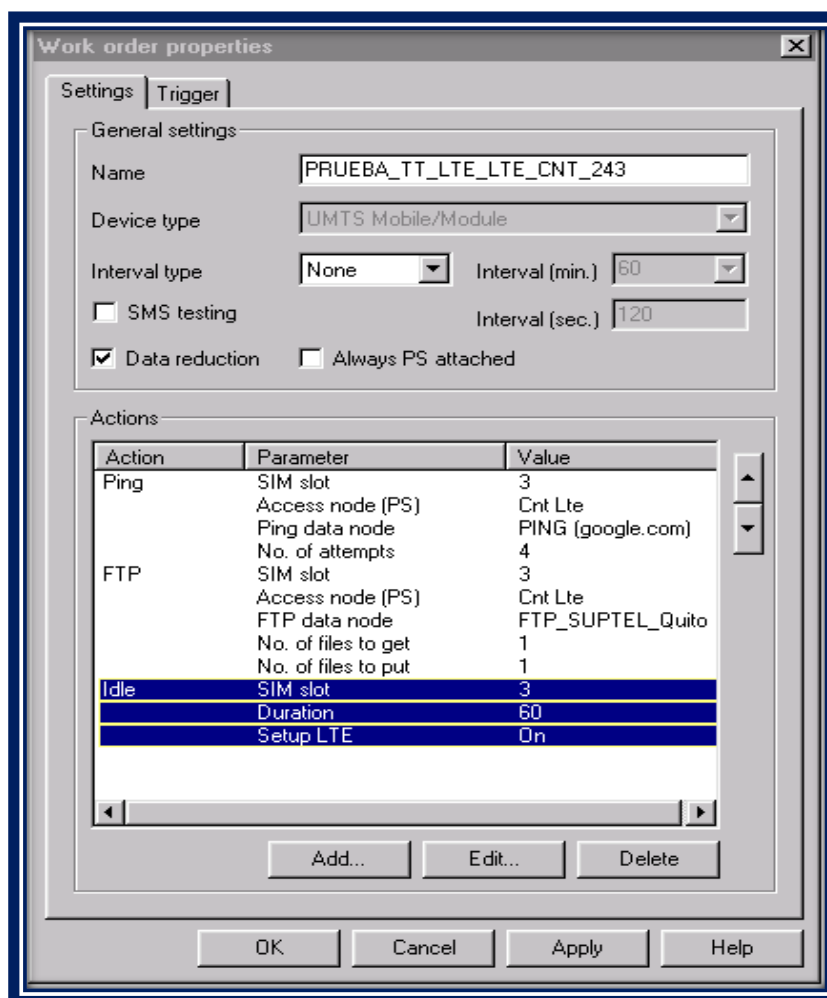 Work order properties
Settings Trigger
General settings
Name PRUEBA_TT_LTE_LTE_CNT_243
Device type UMTS Mobile/Module
Interval type None Interval (min.) 60
SMS testing Interval (sec.) 120
Data reduction Always PS attached
Actions
Action Parameter Value
Ping SIM slot 3
Access node (PS) Cnt Lte
Ping data node PING (google.com)
No. of attempts 4
FTP SIM slot 3
Access node (PS) Cnt Lte
FTP data node FTP_SUPTEL_Quito
No. of files to get 1
No. of files to put 1
Idle SIM slot 3
Duration 60
Setup LTE On
Add... Edit... Delete
OK Cancel Apply Help